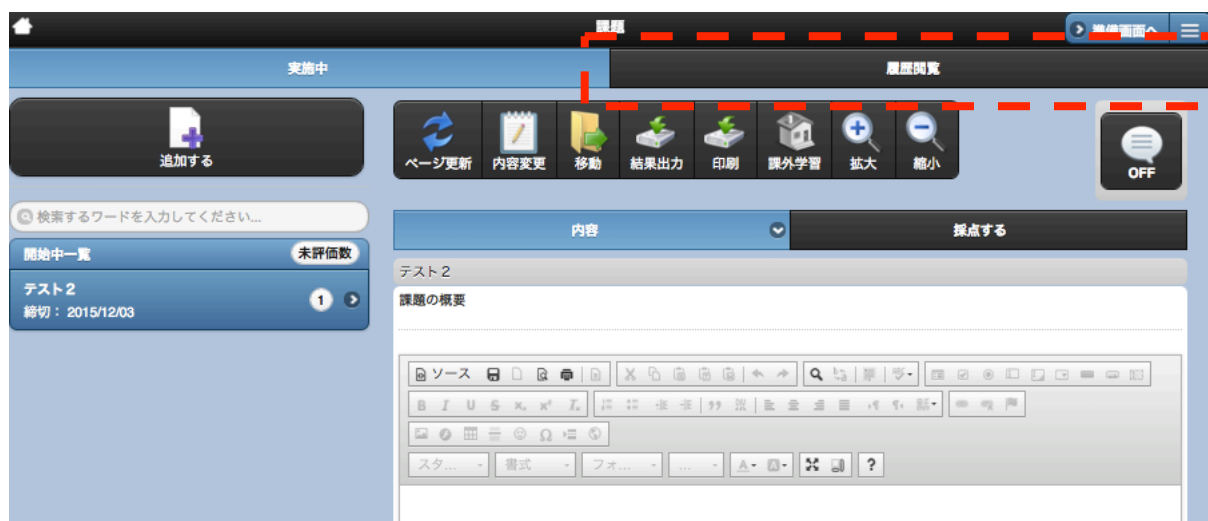 課題
準備画面へ
実施中
履歴閲覧
追加する
ページ更新
内容変更
移動
結果出力
印刷
課外学習
拡大
縮小
OFF
検索するワードを入力してください...
内容
採点する
開始中一覧
未評価数
テスト2
締切： 2015/12/03
1
テスト2
課題の概要
ソース
B I U S x₂ x² Tx
スタ...
書式
フォ...
...
A
A
?